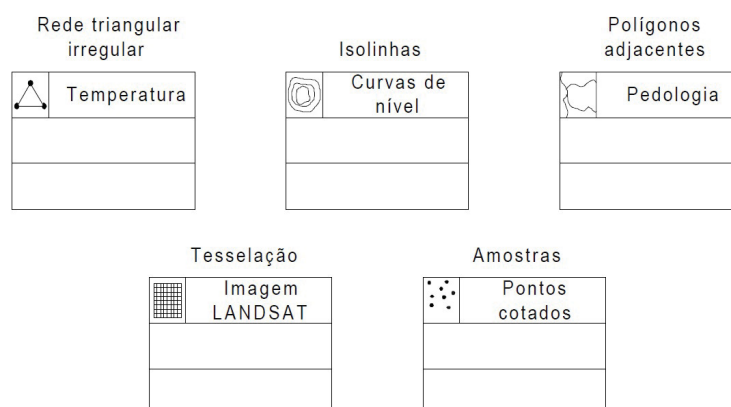 Rede triangular
irregular
Isolinhas
Polígonos
adjacentes
Temperatura
Curvas de
nível
Pedologia
Tesselação
Amostras
Imagem
LANDSAT
Pontos
cotados